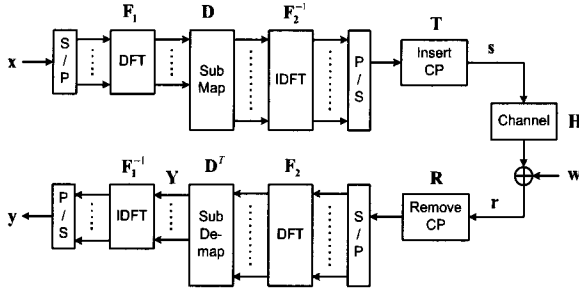 F₁ D F₂⁻¹ T
x S / P DFT Sub Map IDFT P / S Insert CP s
Channel H
F₁⁻¹ Y Dᵀ F₂ R w
y P / S IDFT Sub De- map DFT S / P Remove CP r